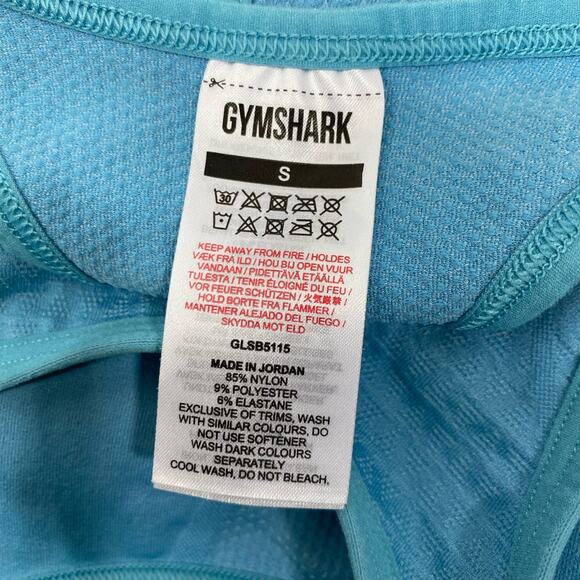 GYMSHARK
S
30
KEEP AWAY FROM FIRE / HOLDES
VÆK FRA ILD / HOU BIJ OPEN VUUR
VANDAAN / PIDETTÄVÄ ETÄÄLLÄ
TULESTA / TENIR ÉLOIGNÉ DU FEU /
VOR FEUER SCHÜTZEN / 火気厳禁 /
HOLD BORTE FRA FLAMMER /
MANTENER ALEJADO DEL FUEGO /
SKYDDA MOT ELD
GLSB5115
MADE IN JORDAN
85% NYLON
9% POLYESTER
6% ELASTANE
EXCLUSIVE OF TRIMS, WASH
WITH SIMILAR COLOURS, DO
NOT USE SOFTENER
WASH DARK COLOURS
SEPARATELY
COOL WASH, DO NOT BLEACH.